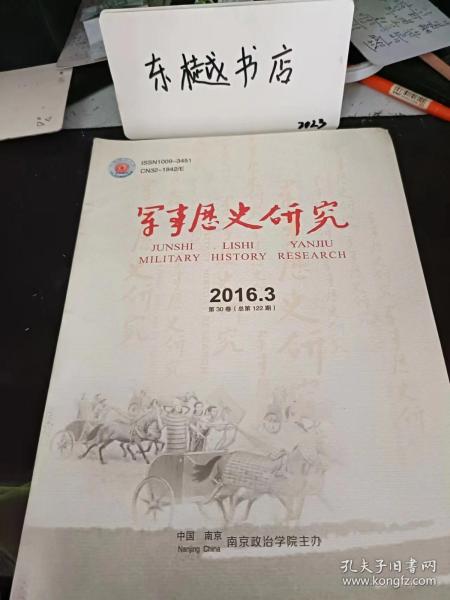 东樾书店
2023
ISSN1009-3451
CN32-1942/E
军事历史研究
JUNSHI LISHI YANJIU
MILITARY HISTORY RESEARCH
2016.3
第30卷（总第122期）
中国 南京
Nanjing China
南京政治学院主办
孔夫子旧书网
www.kongfz.com